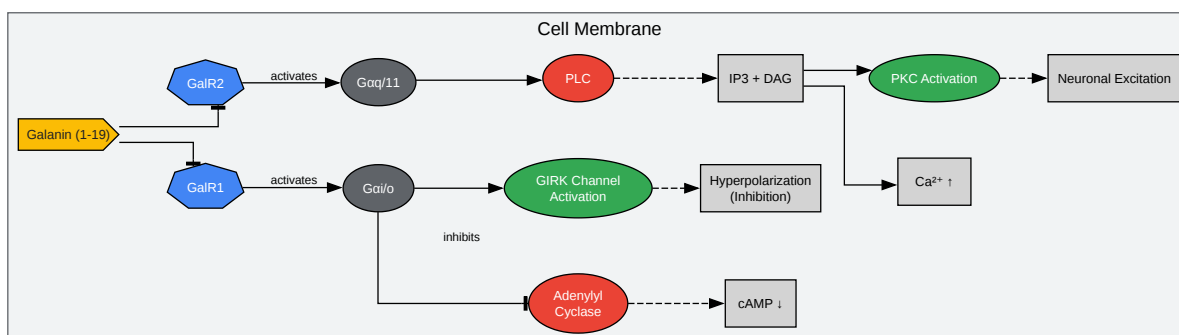 Cell Membrane
GalR2
activates
Gαq/11
PLC
IP3 + DAG
PKC Activation
Neuronal Excitation
Galanin (1-19)
GalR1
activates
Gαi/o
GIRK Channel
Activation
Hyperpolarization
(Inhibition)
Ca²⁺ ↑
inhibits
Adenylyl
Cyclase
cAMP ↓